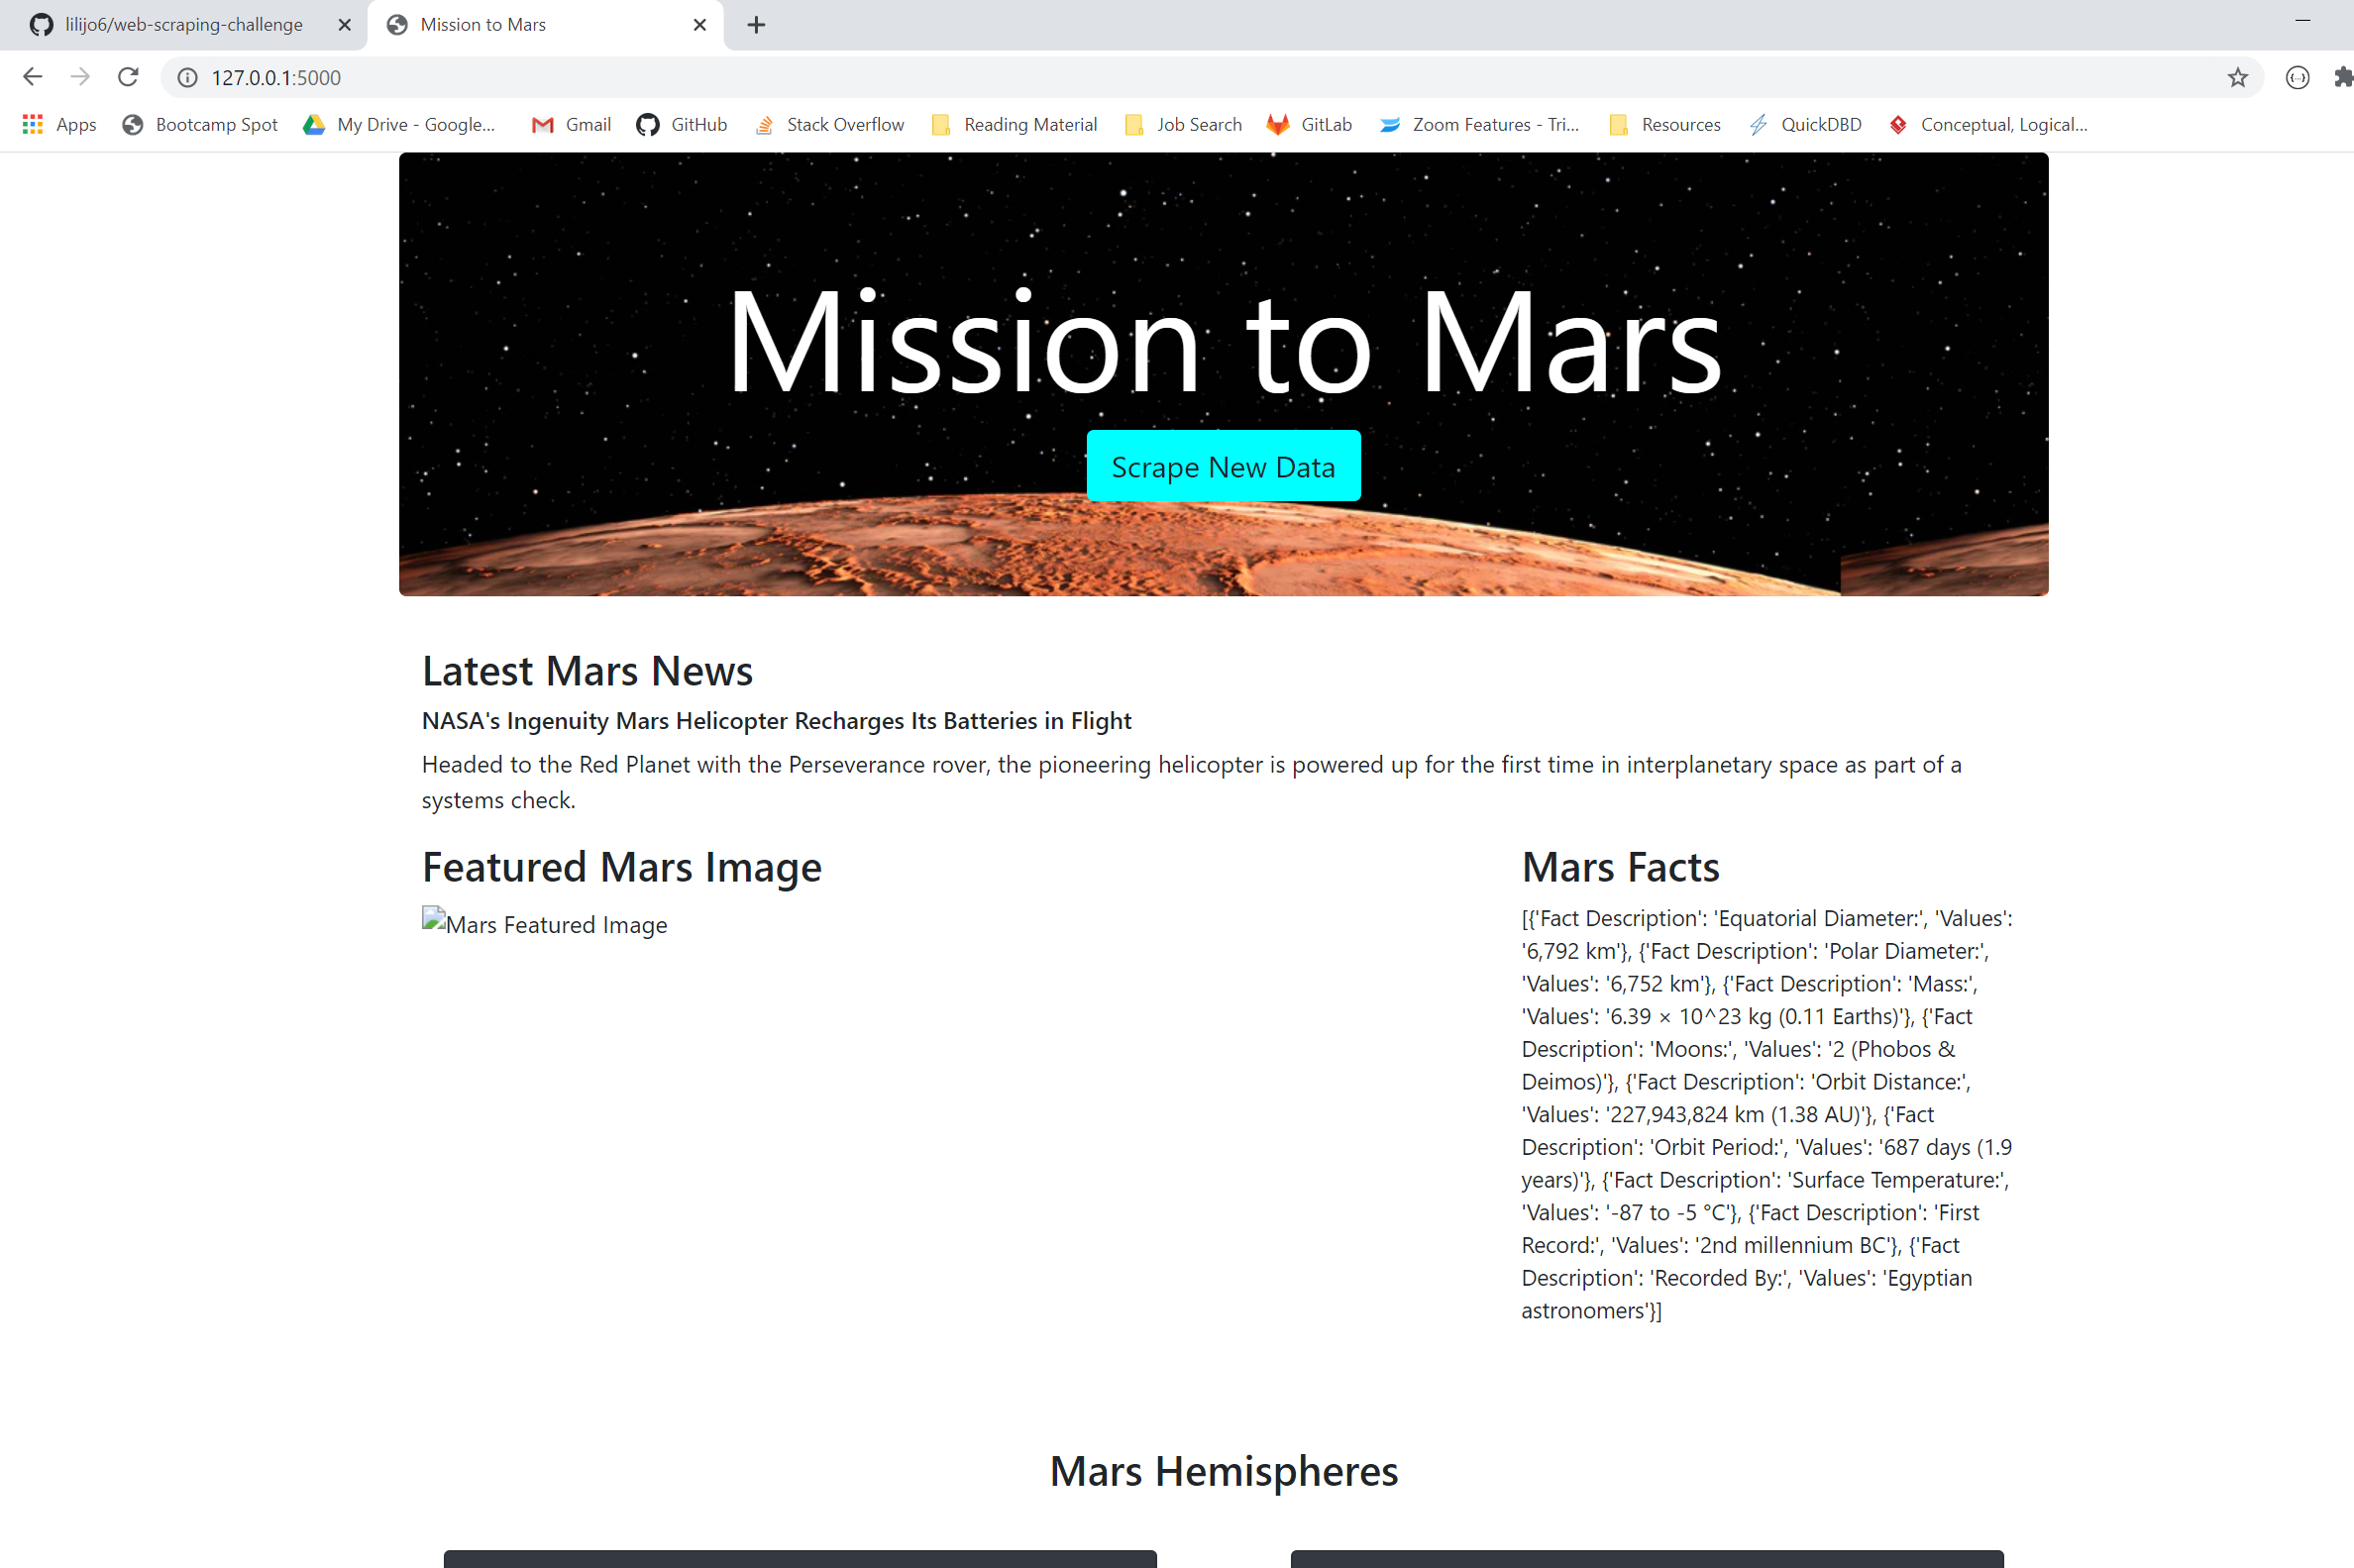 lilijo6/web-scraping-challenge
Mission to Mars
127.0.0.1:5000
Apps
Bootcamp Spot
My Drive - Google...
Gmail
GitHub
Stack Overflow
Reading Material
Job Search
GitLab
Zoom Features - Tri...
Resources
QuickDBD
Conceptual, Logical...
Mission to Mars
Scrape New Data
Latest Mars News
NASA's Ingenuity Mars Helicopter Recharges Its Batteries in Flight
Headed to the Red Planet with the Perseverance rover, the pioneering helicopter is powered up for the first time in interplanetary space as part of a
systems check.
Featured Mars Image
Mars Featured Image
Mars Facts
[{'Fact Description': 'Equatorial Diameter:', 'Values':
'6,792 km'}, {'Fact Description': 'Polar Diameter:',
'Values': '6,752 km'}, {'Fact Description': 'Mass:',
'Values': '6.39 × 10^23 kg (0.11 Earths)'}, {'Fact
Description': 'Moons:', 'Values': '2 (Phobos &
Deimos)'}, {'Fact Description': 'Orbit Distance:',
'Values': '227,943,824 km (1.38 AU)'}, {'Fact
Description': 'Orbit Period:', 'Values': '687 days (1.9
years)'}, {'Fact Description': 'Surface Temperature:',
'Values': '-87 to -5 °C'}, {'Fact Description': 'First
Record:', 'Values': '2nd millennium BC'}, {'Fact
Description': 'Recorded By:', 'Values': 'Egyptian
astronomers'}]
Mars Hemispheres